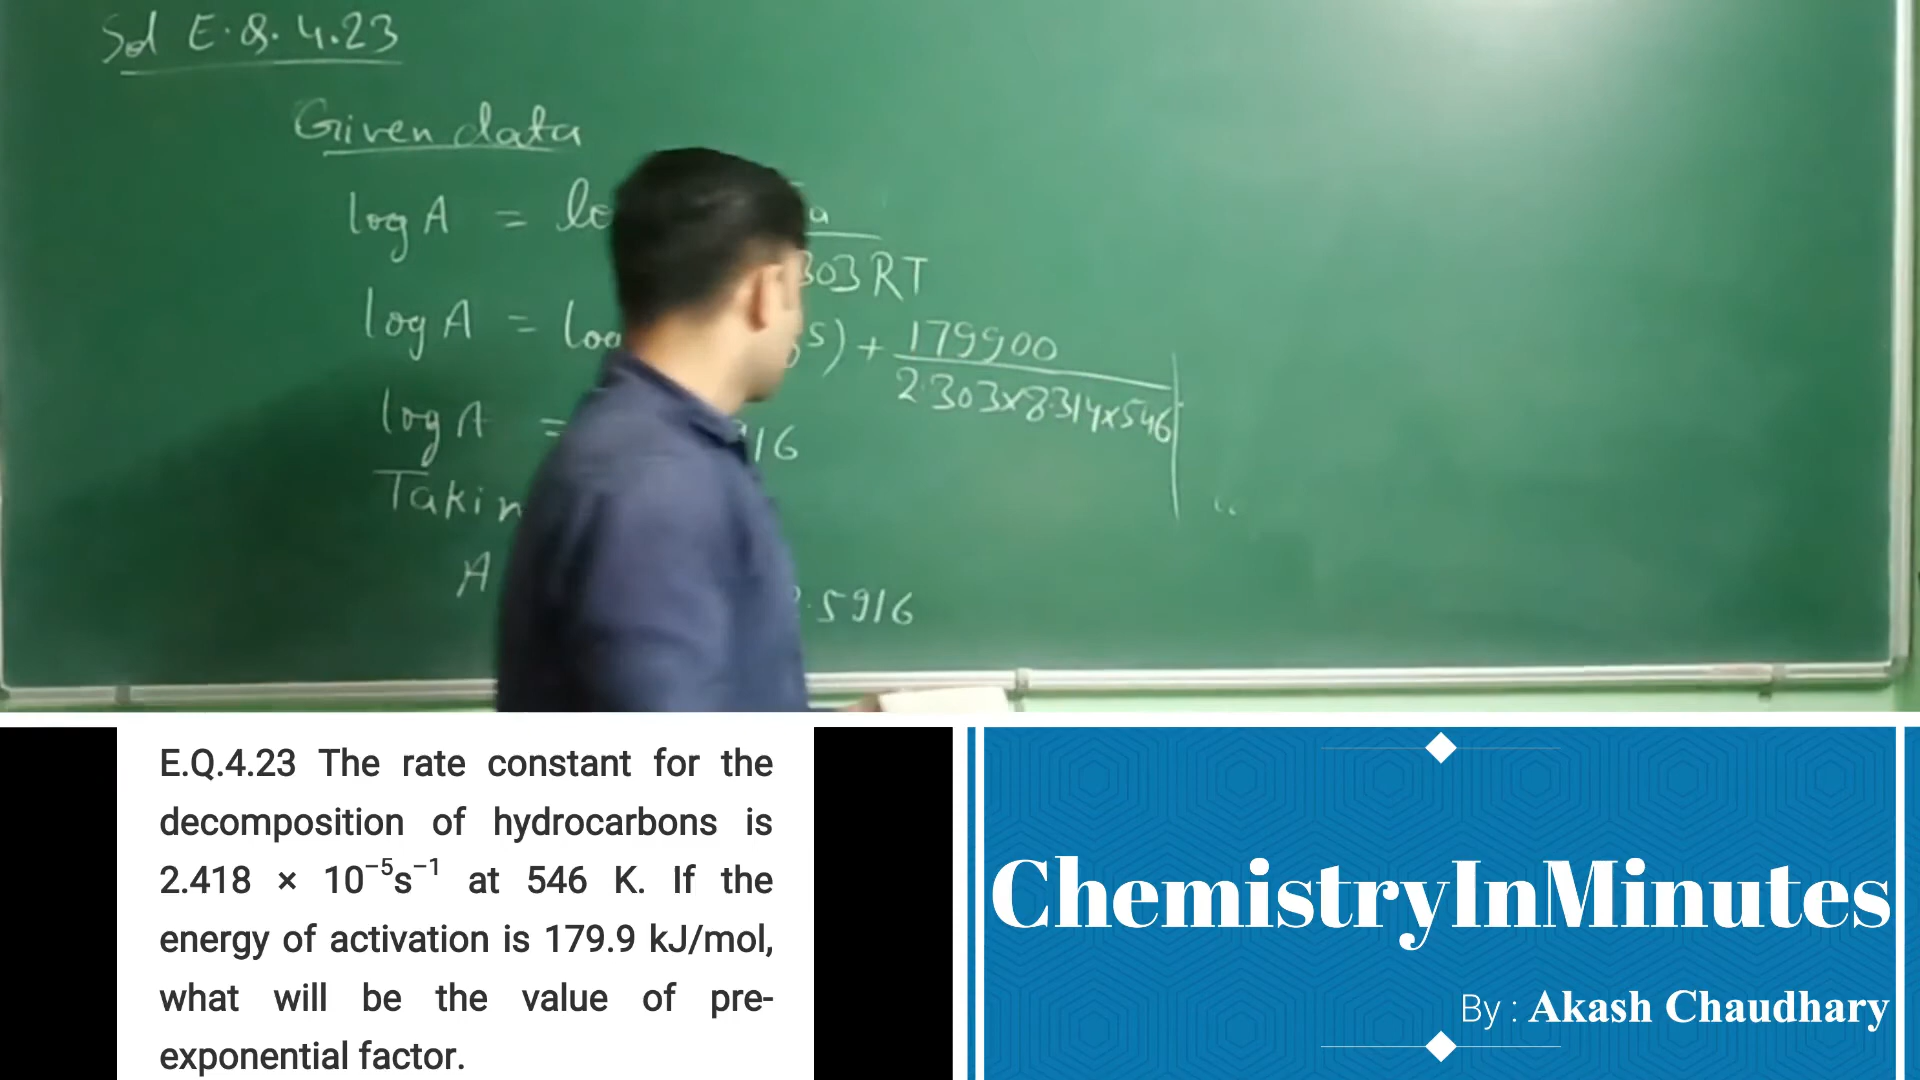 Sol E.Q. 4.23
Given data
log A = lo a
303 RT
log A = log 5) + 179900
2.303×8.314×546
log A = 916
Takin
A
.5916
E.Q.4.23 The rate constant for the
decomposition of hydrocarbons is
2.418 × 10⁻⁵s⁻¹ at 546 K. If the
energy of activation is 179.9 kJ/mol,
what will be the value of pre-
exponential factor.
ChemistryInMinutes
By : Akash Chaudhary